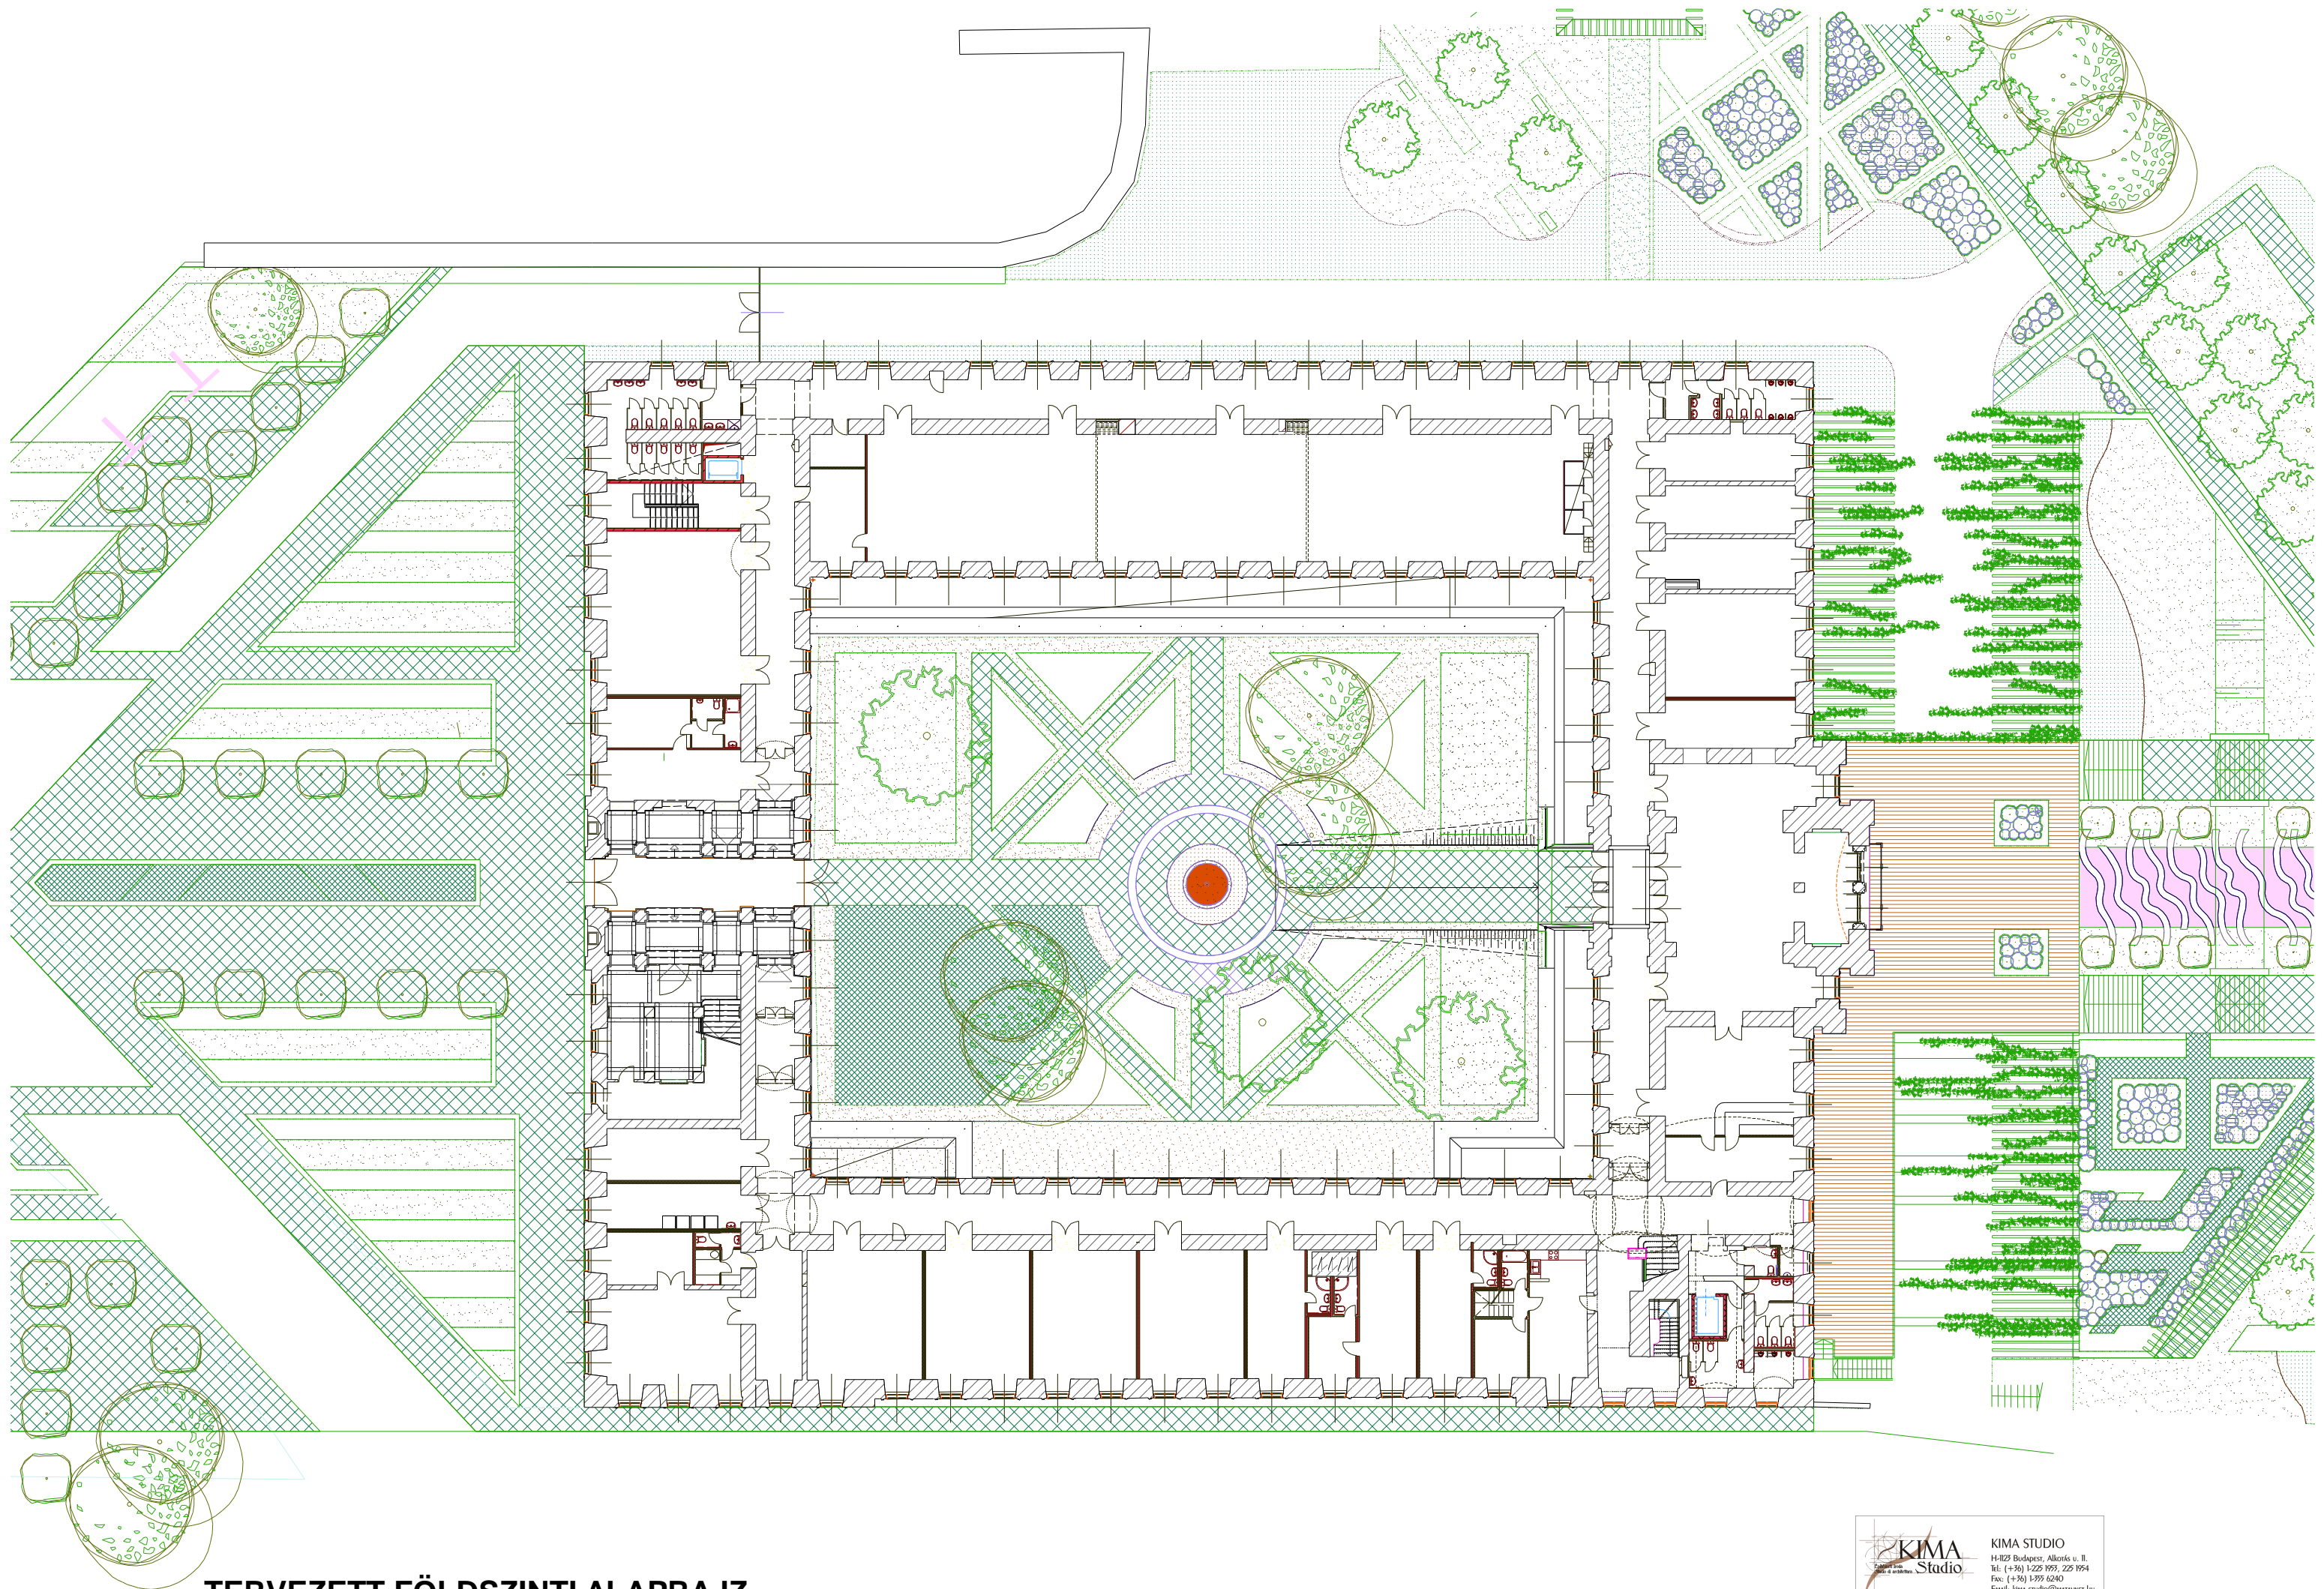 TERVEZETT FÖLDSZINTI ALAPRAJZ
KIMA
Studio
KIMA STUDIO
H-1123 Budapest, Alkotás u. 11.
Tel: (+36) 1-225 1953, 225 1954
Fax: (+36) 1-355 6240